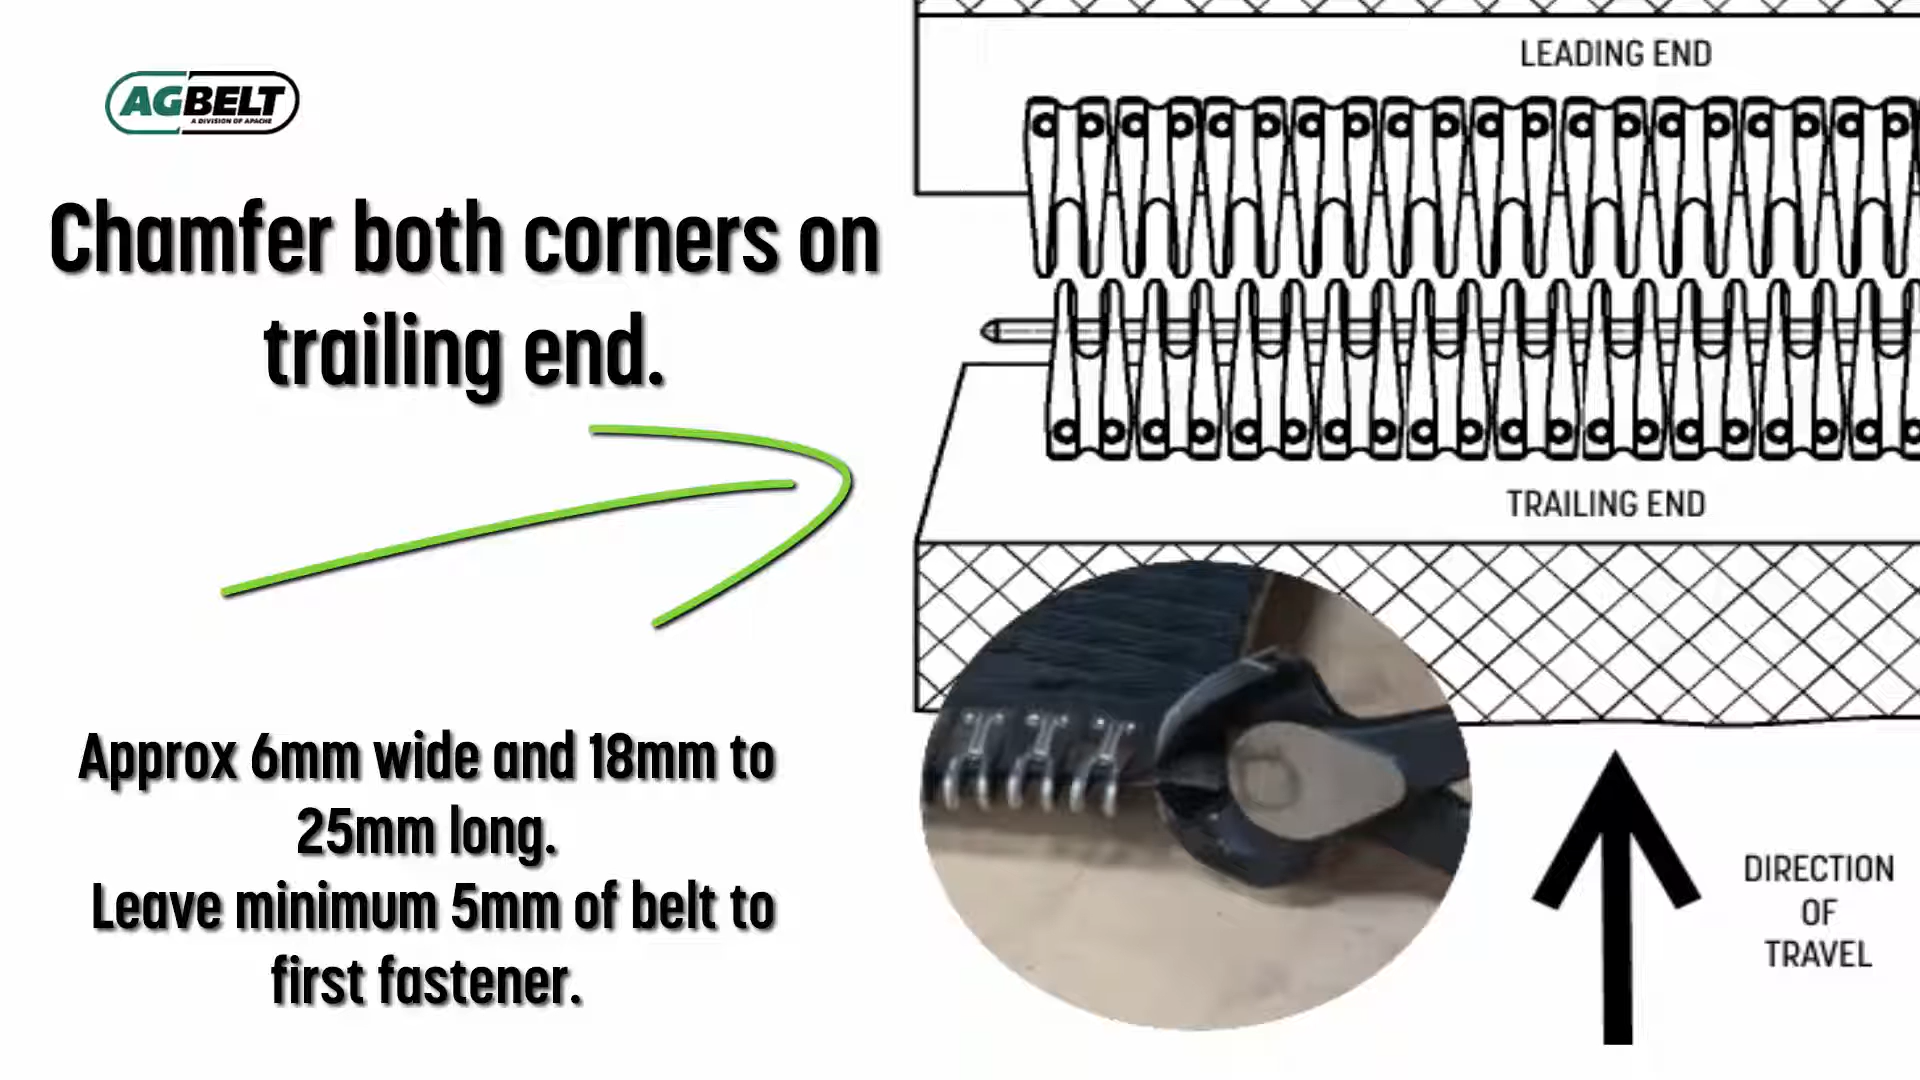 AGBELT
A DIVISION OF APACHE
Chamfer both corners on
trailing end.
Approx 6mm wide and 18mm to
25mm long.
Leave minimum 5mm of belt to
first fastener.
LEADING END
TRAILING END
DIRECTION
OF
TRAVEL